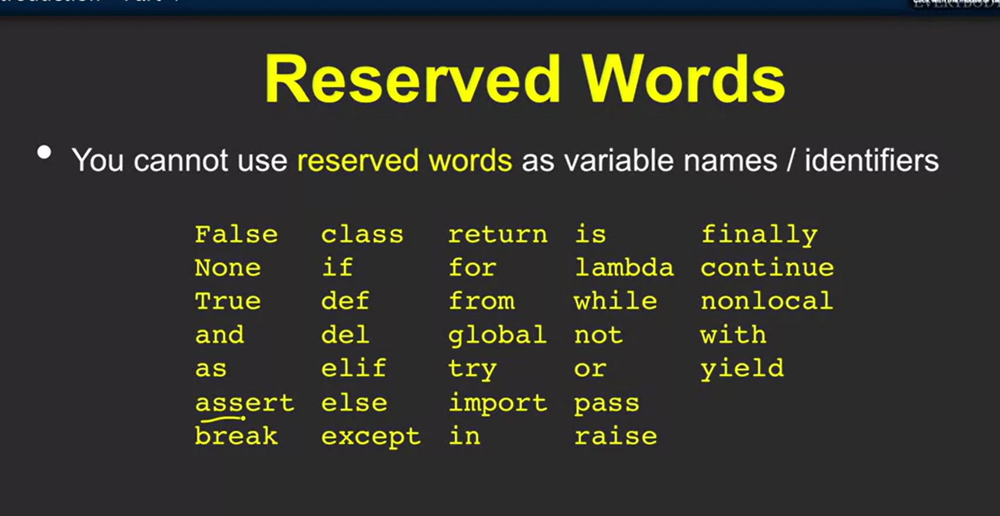 Reserved Words
You cannot use reserved words as variable names / identifiers
False class return is finally
None if for lambda continue
True def from while nonlocal
and del global not with
as elif try or yield
assert else import pass
break except in raise